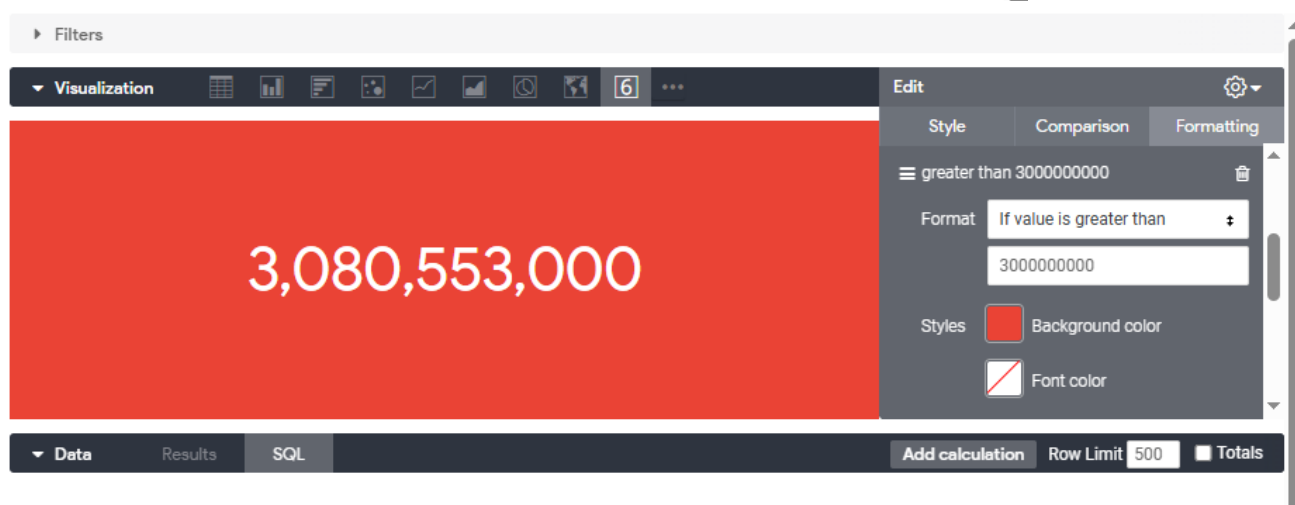 Filters
Visualization 6 ••• Edit
Style Comparison Formatting
greater than 3000000000
Format If value is greater than
3000000000
3,080,553,000
Styles Background color
Font color
Data Results SQL Add calculation Row Limit 500 Totals